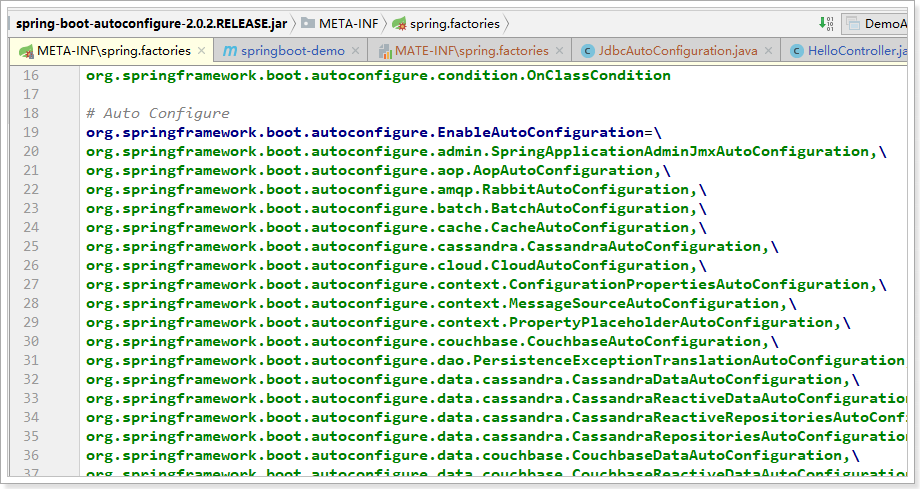 spring-boot-autoconfigure-2.0.2.RELEASE.jar META-INF spring.factories DemoA
META-INF\spring.factories springboot-demo MATE-INF\spring.factories JdbcAutoConfiguration.java HelloController.ja
16 org.springframework.boot.autoconfigure.condition.OnClassCondition
17
18 # Auto Configure
19 org.springframework.boot.autoconfigure.EnableAutoConfiguration=\
20 org.springframework.boot.autoconfigure.admin.SpringApplicationAdminJmxAutoConfiguration,\
21 org.springframework.boot.autoconfigure.aop.AopAutoConfiguration,\
22 org.springframework.boot.autoconfigure.amqp.RabbitAutoConfiguration,\
23 org.springframework.boot.autoconfigure.batch.BatchAutoConfiguration,\
24 org.springframework.boot.autoconfigure.cache.CacheAutoConfiguration,\
25 org.springframework.boot.autoconfigure.cassandra.CassandraAutoConfiguration,\
26 org.springframework.boot.autoconfigure.cloud.CloudAutoConfiguration,\
27 org.springframework.boot.autoconfigure.context.ConfigurationPropertiesAutoConfiguration,\
28 org.springframework.boot.autoconfigure.context.MessageSourceAutoConfiguration,\
29 org.springframework.boot.autoconfigure.context.PropertyPlaceholderAutoConfiguration,\
30 org.springframework.boot.autoconfigure.couchbase.CouchbaseAutoConfiguration,\
31 org.springframework.boot.autoconfigure.dao.PersistenceExceptionTranslationAutoConfiguration
32 org.springframework.boot.autoconfigure.data.cassandra.CassandraDataAutoConfiguration,\
33 org.springframework.boot.autoconfigure.data.cassandra.CassandraReactiveDataAutoConfiguration
34 org.springframework.boot.autoconfigure.data.cassandra.CassandraReactiveRepositoriesAutoConf
35 org.springframework.boot.autoconfigure.data.cassandra.CassandraRepositoriesAutoConfiguration
36 org.springframework.boot.autoconfigure.data.couchbase.CouchbaseDataAutoConfiguration,\
37 org.springframework.boot.autoconfigure.data.couchbase.CouchbaseReactiveDataAutoConfiguration